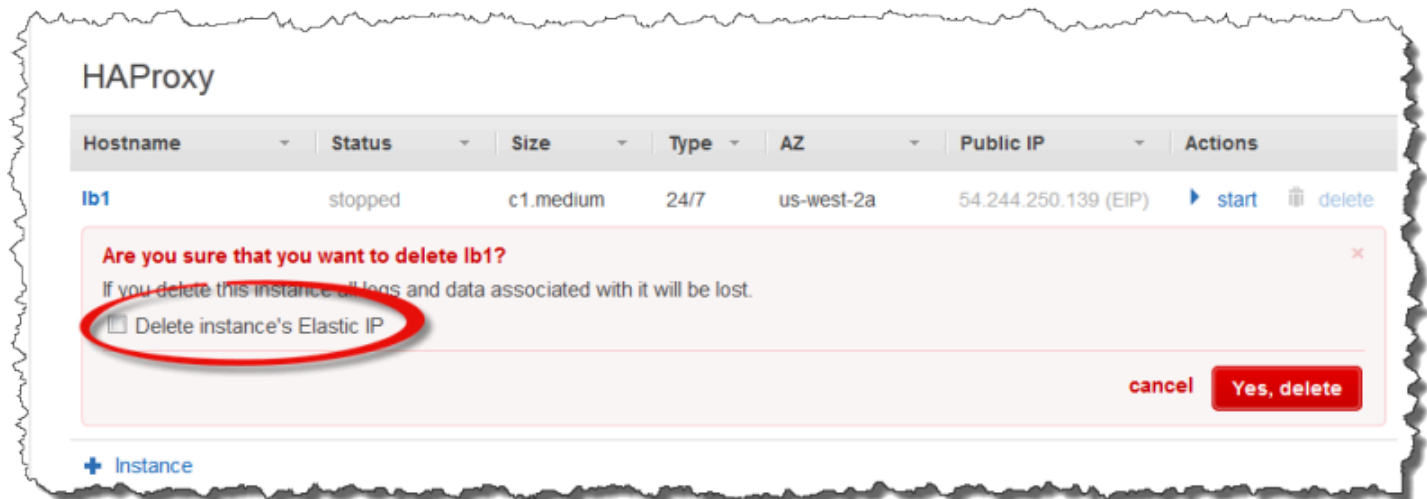 HAProxy
Hostname Status Size Type AZ Public IP Actions
lb1 stopped c1.medium 24/7 us-west-2a 54.244.250.139 (EIP) start delete
Are you sure that you want to delete lb1?
If you delete this instance all logs and data associated with it will be lost.
Delete instance's Elastic IP
cancel Yes, delete
Instance